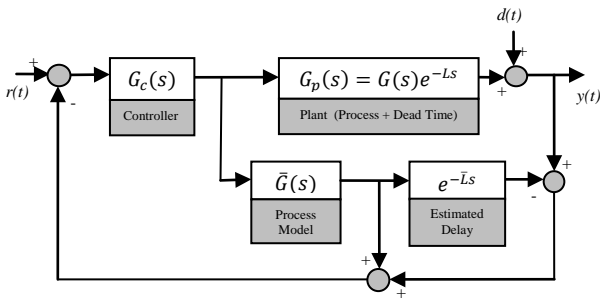 d(t)
+
r(t)
-
G_c(s)
Controller
G_p(s) = G(s)e^{-Ls}
Plant (Process + Dead Time)
+
+
y(t)
Ḡ(s)
Process
Model
e^{-L̄s}
Estimated
Delay
+
-
+
+